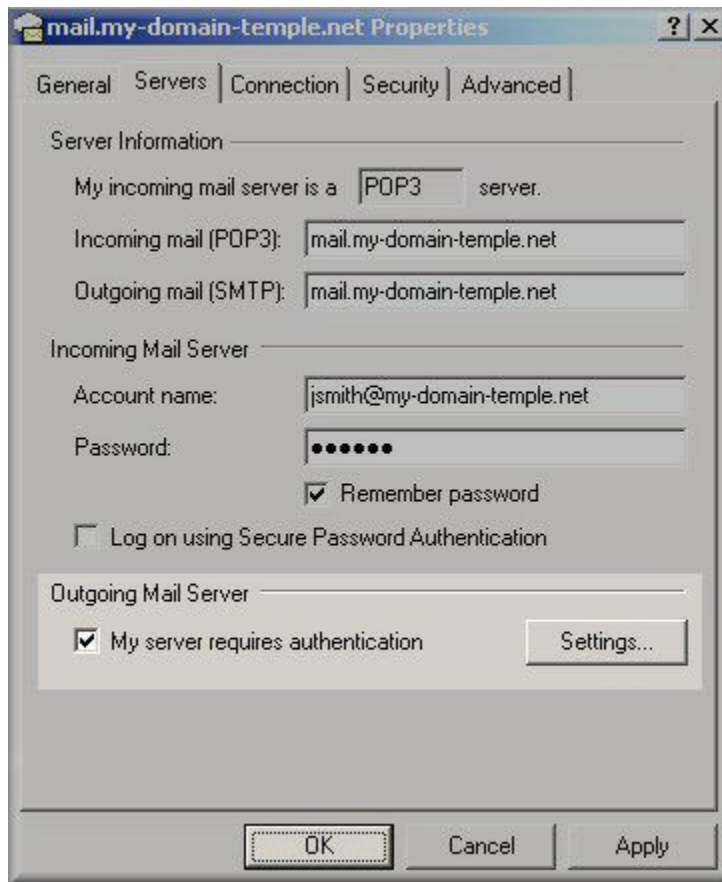 mail.my-domain-temple.net Properties ? X
General Servers Connection Security Advanced
Server Information
My incoming mail server is a POP3 server.
Incoming mail (POP3): mail.my-domain-temple.net
Outgoing mail (SMTP): mail.my-domain-temple.net
Incoming Mail Server
Account name: jsmith@my-domain-temple.net
Password: ●●●●●●
Remember password
Log on using Secure Password Authentication
Outgoing Mail Server
My server requires authentication Settings...
OK Cancel Apply